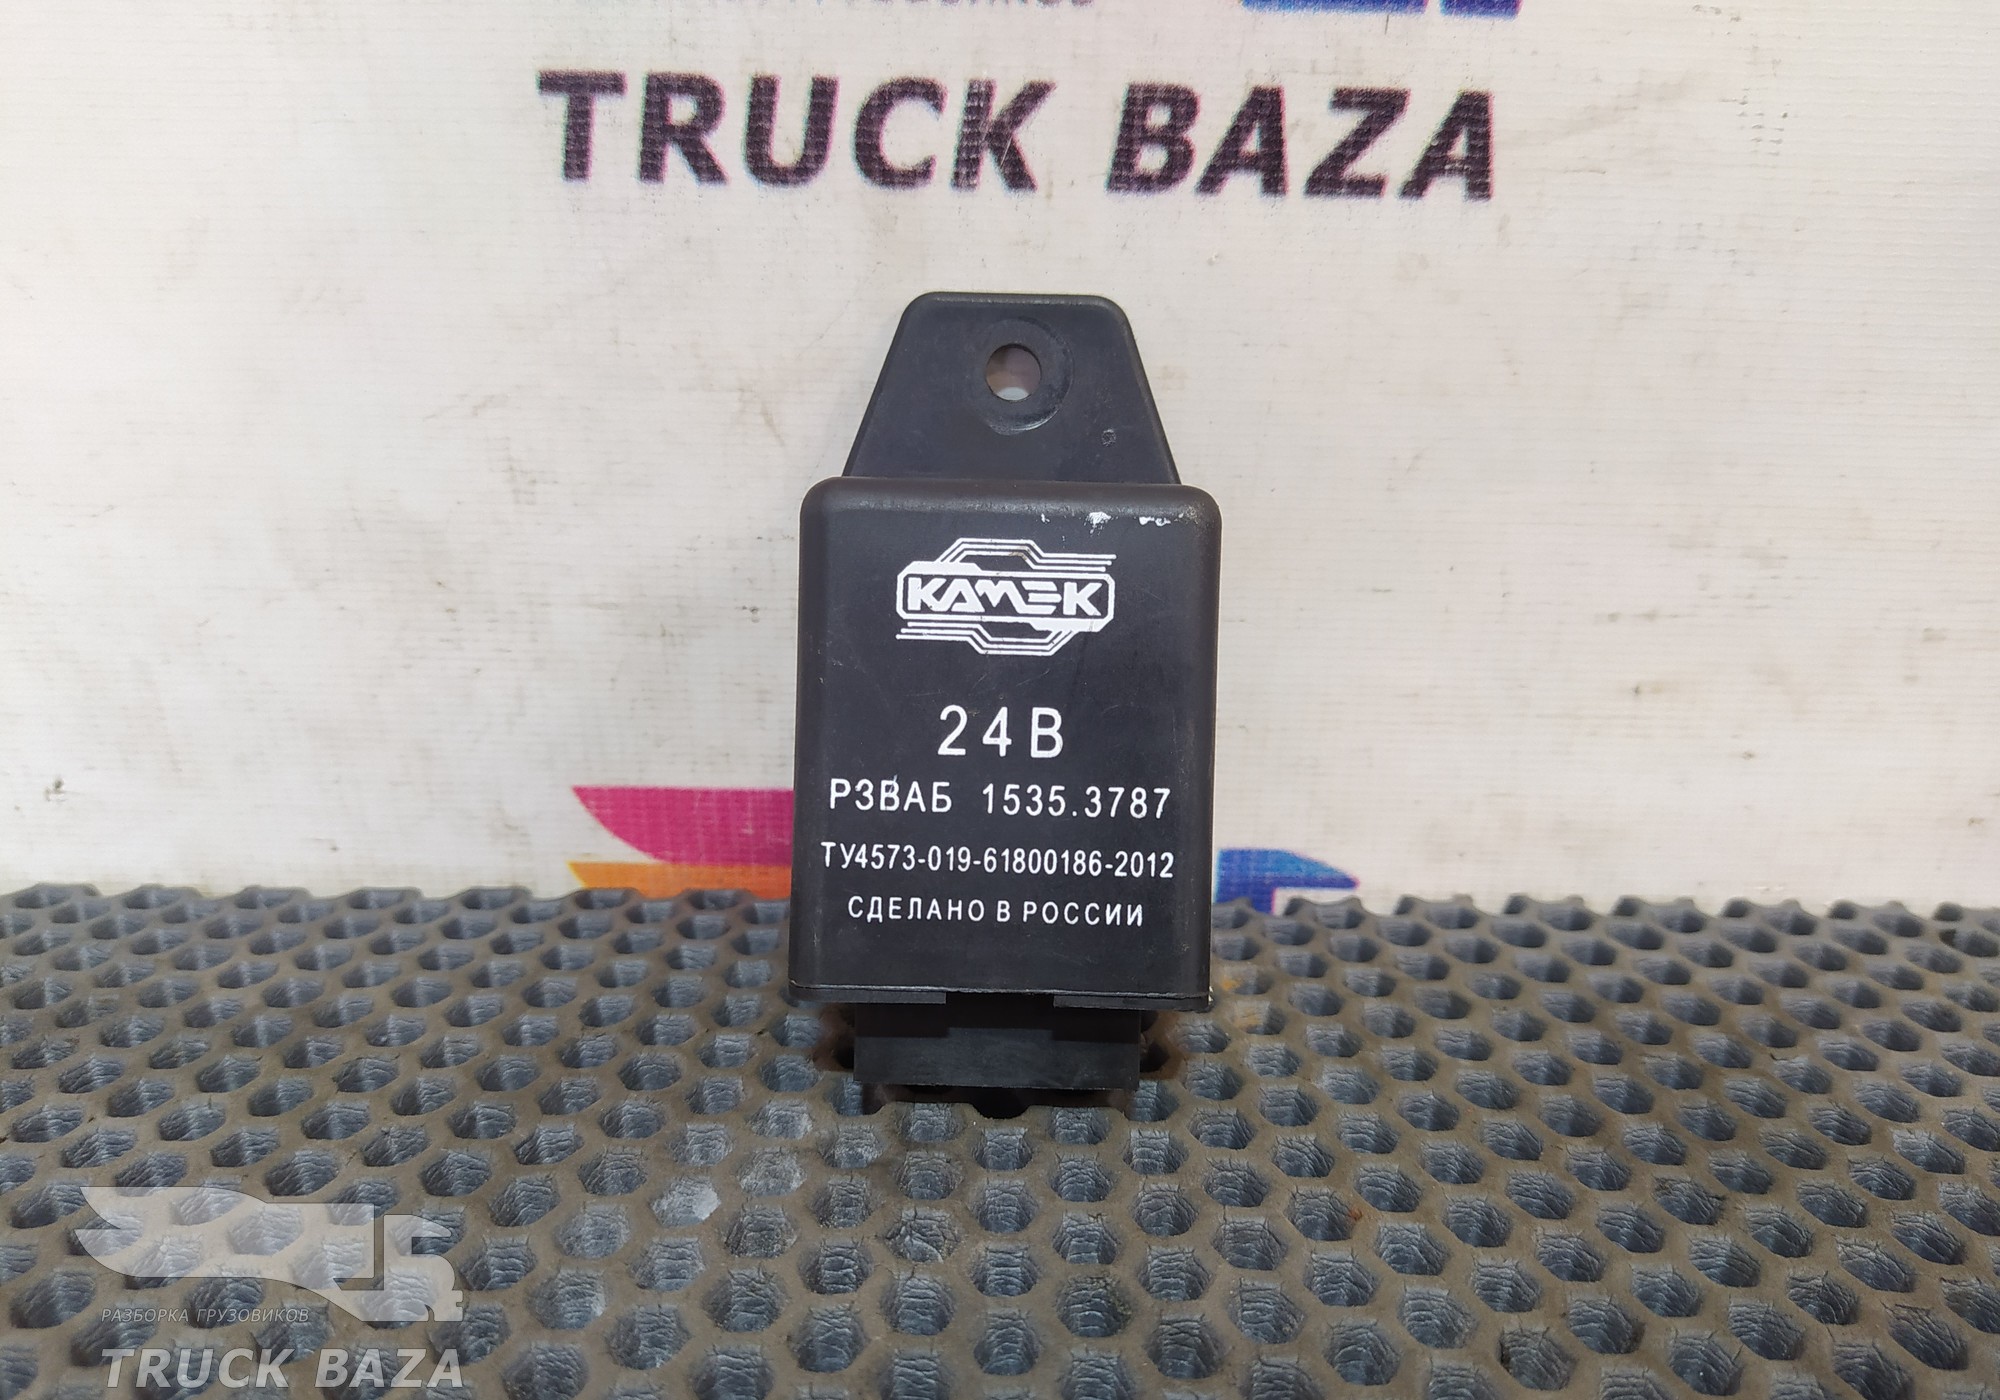 TRUCK BAZA
КАМЭК
24В
РЗВАБ 1535.3787
ТУ4573-019-61800186-2012
СДЕЛАНО В РОССИИ
РАЗБОРКА ГРУЗОВИКОВ
TRUCK BAZA